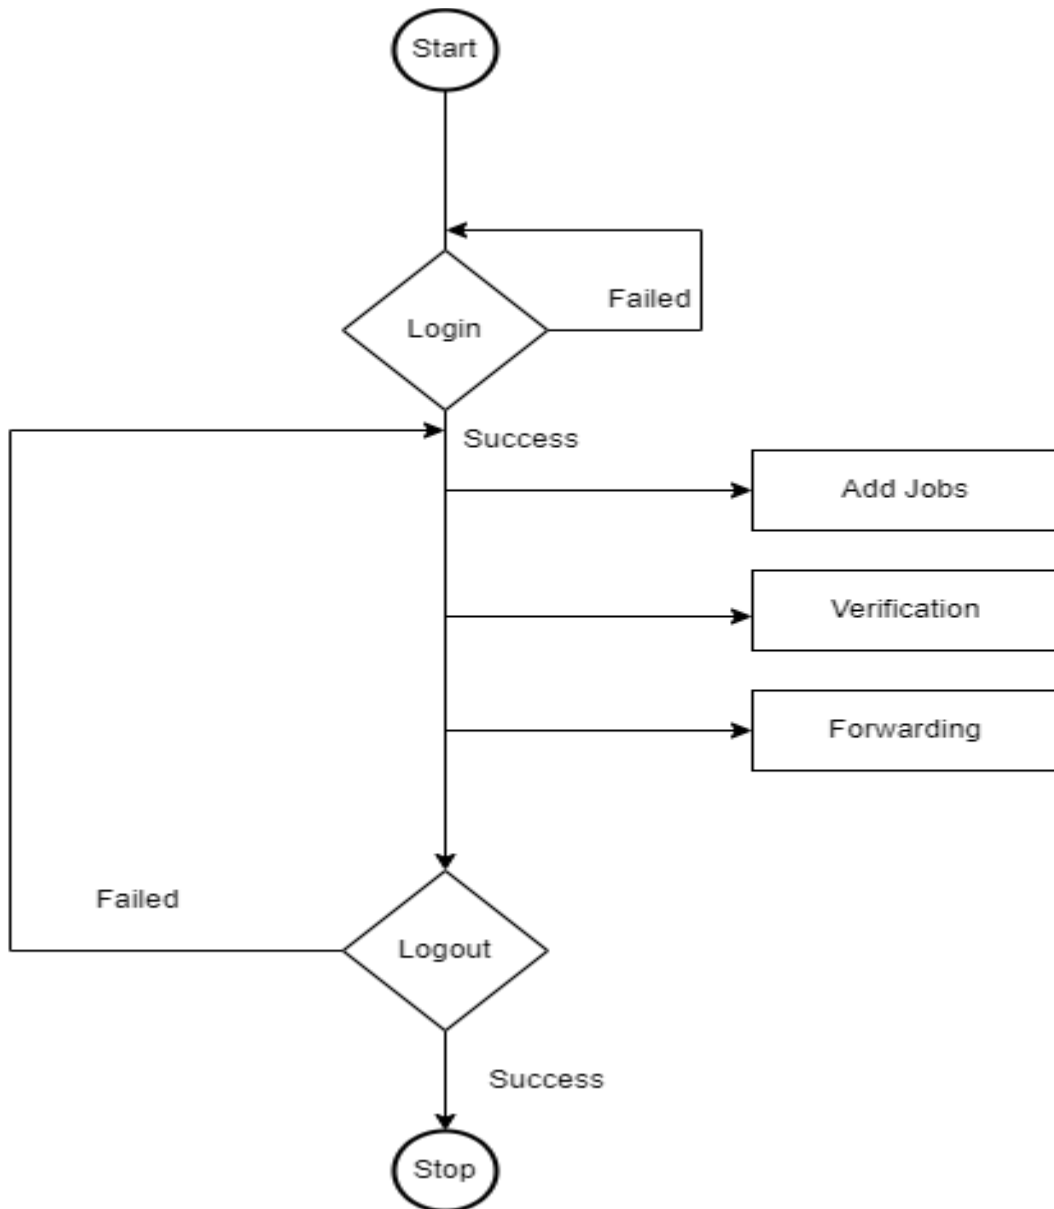 Start
Failed
Login
Success
Add Jobs
Verification
Forwarding
Failed
Logout
Success
Stop